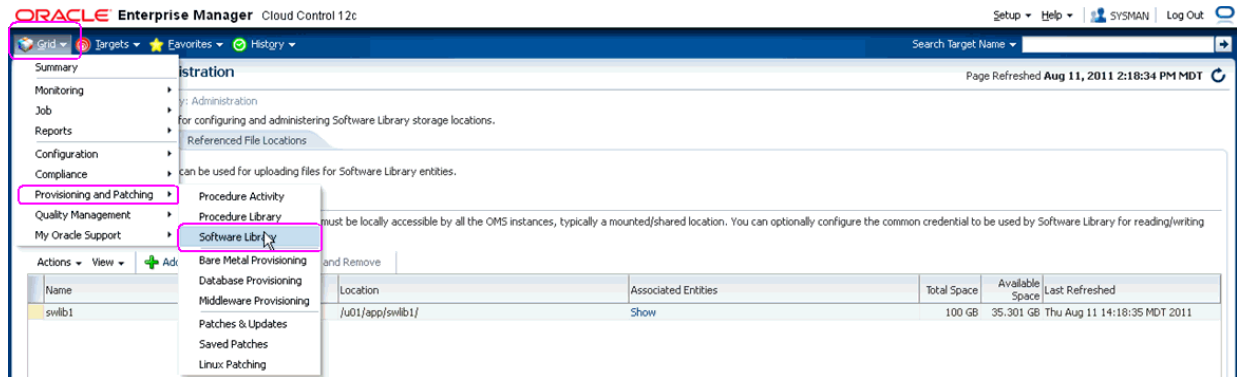 ORACLE Enterprise Manager Cloud Control 12c
Setup Help SYSMAN Log Out
Grid Targets Favorites History Search Target Name
Summary
istration
Page Refreshed Aug 11, 2011 2:18:34 PM MDT
Monitoring
y: Administration
Job
for configuring and administering Software Library storage locations.
Reports
Referenced File Locations
Configuration
Compliance
can be used for uploading files for Software Library entities.
Provisioning and Patching
Procedure Activity
Quality Management
Procedure Library
must be locally accessible by all the OMS instances, typically a mounted/shared location. You can optionally configure the common credential to be used by Software Library for reading/writing
My Oracle Support
Software Library
Actions View Add
Bare Metal Provisioning
and Remove
Database Provisioning
Name Location Associated Entities Total Space Available Space Last Refreshed
Middleware Provisioning
swlib1 /u01/app/swlib1/ Show 100 GB 35.301 GB Thu Aug 11 14:18:35 MDT 2011
Patches & Updates
Saved Patches
Linux Patching